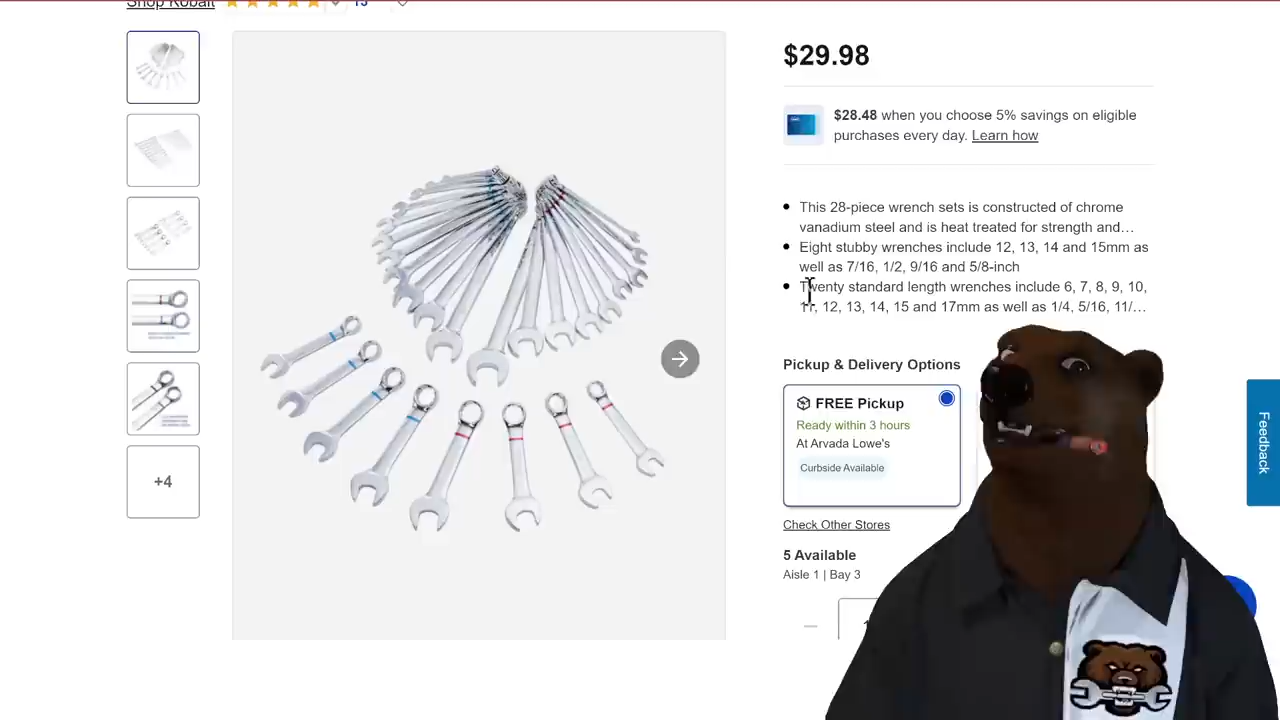 Shop Kobalt
$29.98
$28.48 when you choose 5% savings on eligible
purchases every day. Learn how
This 28-piece wrench sets is constructed of chrome
vanadium steel and is heat treated for strength and…
Eight stubby wrenches include 12, 13, 14 and 15mm as
well as 7/16, 1/2, 9/16 and 5/8-inch
Twenty standard length wrenches include 6, 7, 8, 9, 10,
11, 12, 13, 14, 15 and 17mm as well as 1/4, 5/16, 11/…
+4
Pickup & Delivery Options
FREE Pickup
Ready within 3 hours
At Arvada Lowe's
Curbside Available
Check Other Stores
5 Available
Aisle 1 | Bay 3
Feedback